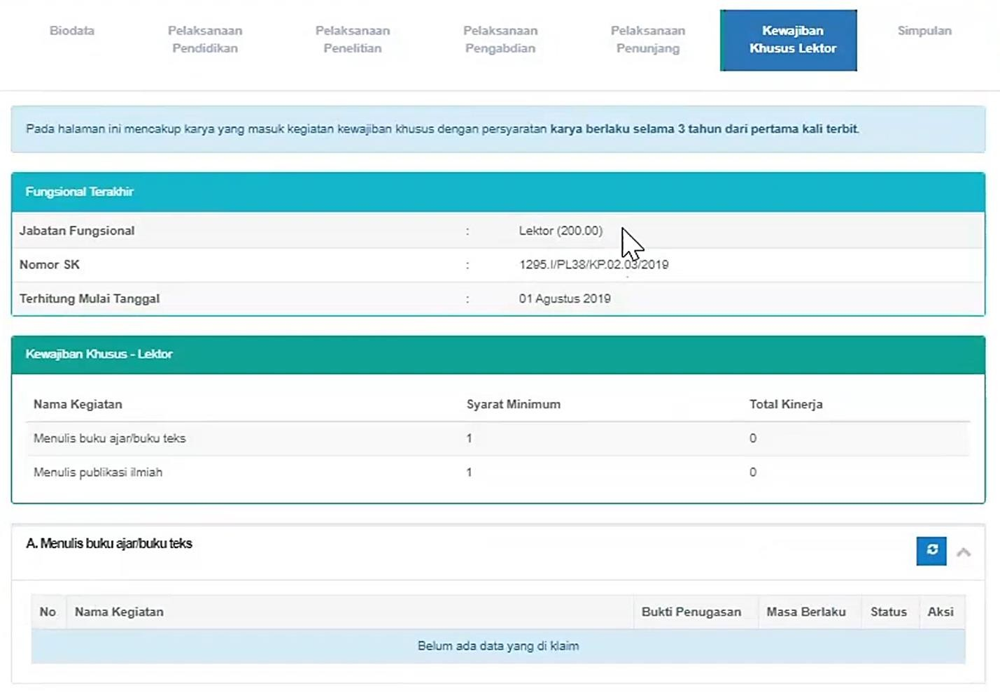 Biodata
Pelaksanaan
Pendidikan
Pelaksanaan
Penelitian
Pelaksanaan
Pengabdian
Pelaksanaan
Penunjang
Kewajiban
Khusus Lektor
Simpulan
Pada halaman ini mencakup karya yang masuk kegiatan kewajiban khusus dengan persyaratan karya berlaku selama 3 tahun dari pertama kali terbit.
Fungsional Terakhir
Jabatan Fungsional : Lektor (200.00)
Nomor SK : 1295.I/PL38/KP.02.03/2019
Terhitung Mulai Tanggal : 01 Agustus 2019
Kewajiban Khusus - Lektor
Nama Kegiatan Syarat Minimum Total Kinerja
Menulis buku ajar/buku teks 1 0
Menulis publikasi ilmiah 1 0
A. Menulis buku ajar/buku teks
No Nama Kegiatan Bukti Penugasan Masa Berlaku Status Aksi
Belum ada data yang di klaim